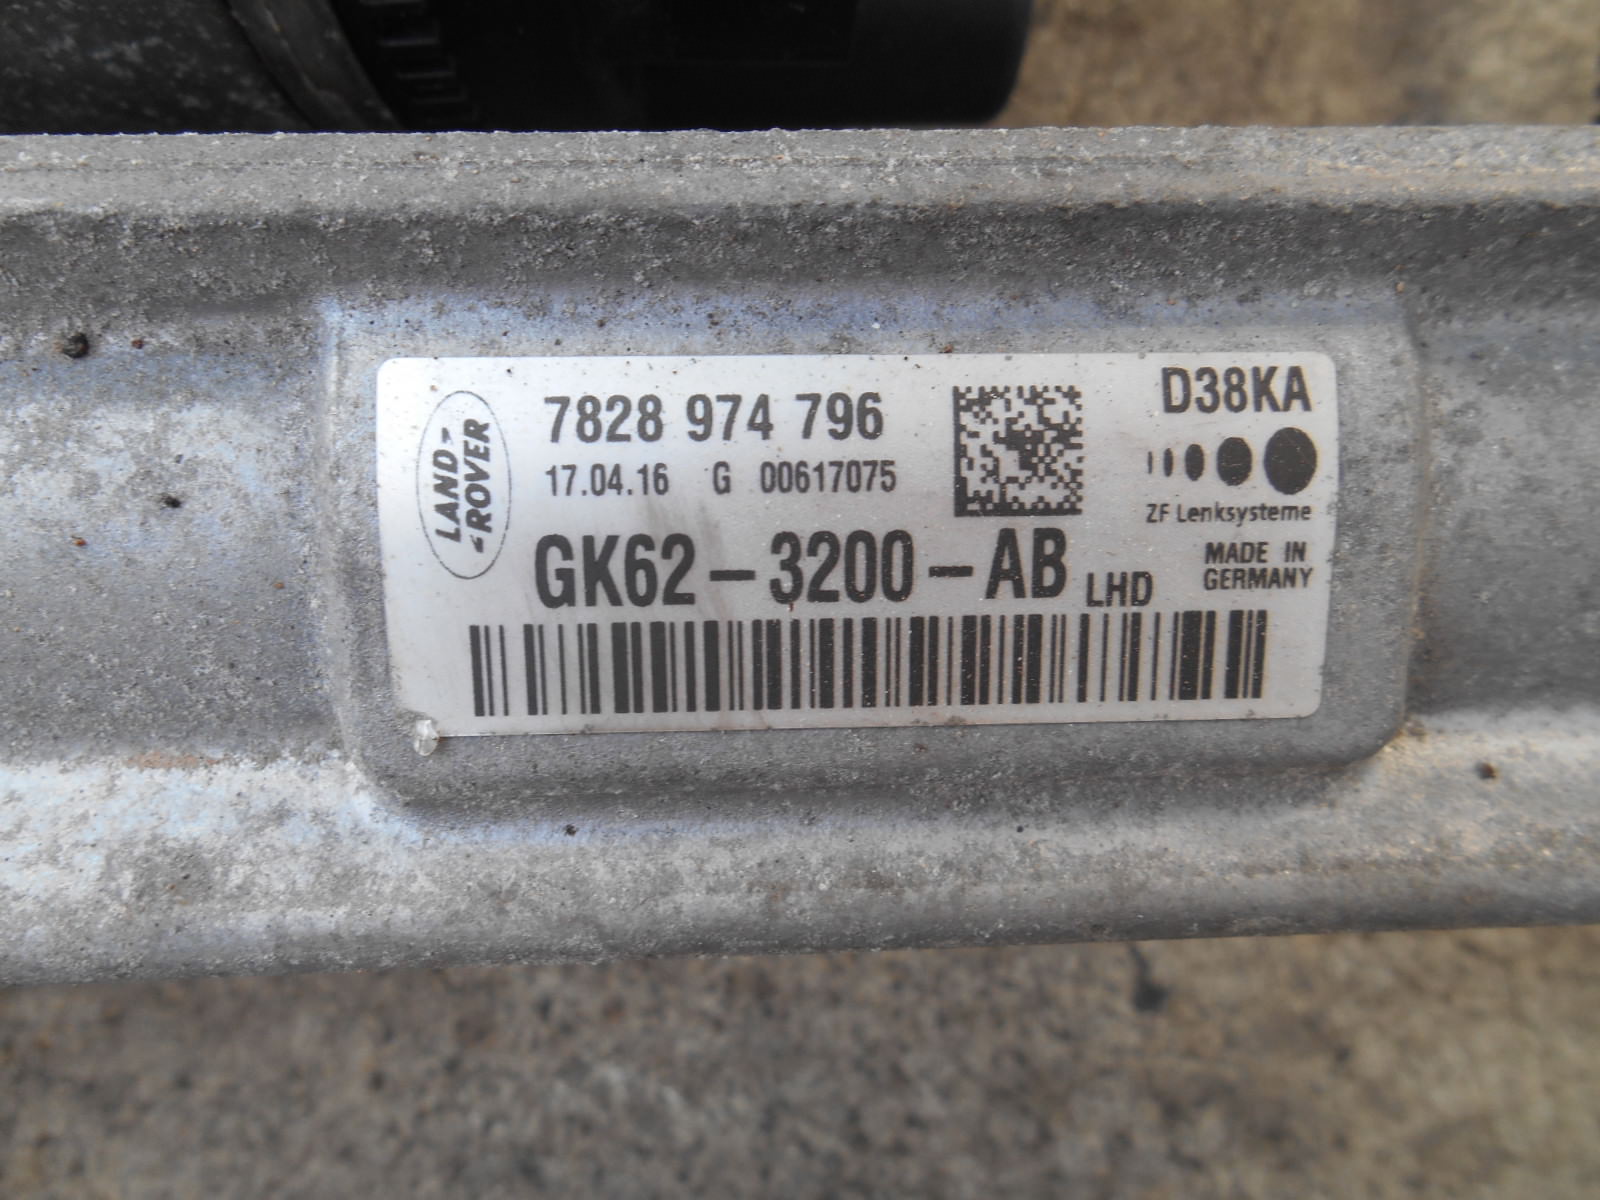 LAND
ROVER
7828 974 796
17.04.16 G 00617075
GK62-3200-AB LHD
D38KA
ZF Lenksysteme
MADE IN
GERMANY